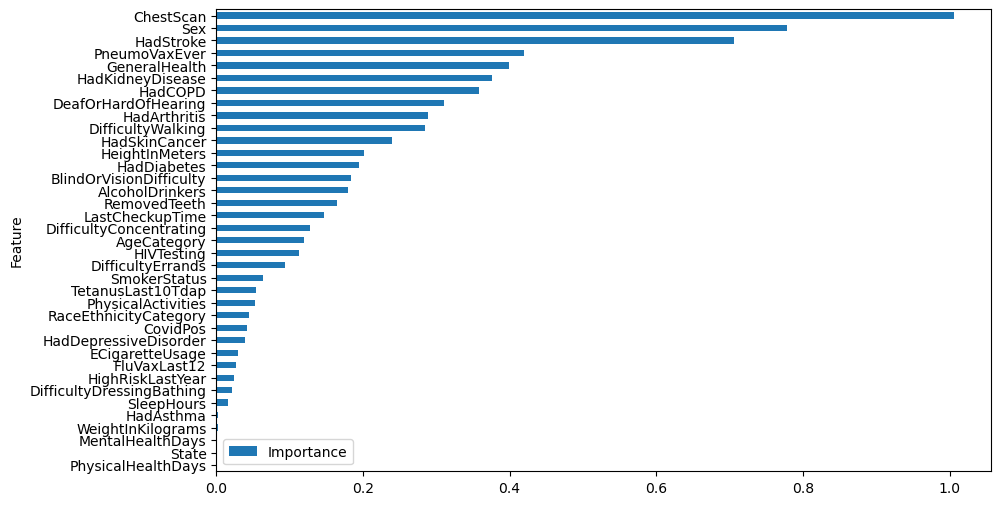 ChestScan
Sex
HadStroke
PneumoVaxEver
GeneralHealth
HadKidneyDisease
HadCOPD
DeafOrHardOfHearing
HadArthritis
DifficultyWalking
HadSkinCancer
HeightInMeters
HadDiabetes
BlindOrVisionDifficulty
AlcoholDrinkers
RemovedTeeth
LastCheckupTime
DifficultyConcentrating
AgeCategory
HIVTesting
DifficultyErrands
SmokerStatus
TetanusLast10Tdap
PhysicalActivities
RaceEthnicityCategory
CovidPos
HadDepressiveDisorder
ECigaretteUsage
FluVaxLast12
HighRiskLastYear
DifficultyDressingBathing
SleepHours
HadAsthma
WeightInKilograms
MentalHealthDays
State
PhysicalHealthDays
Feature
Importance
0.0 0.2 0.4 0.6 0.8 1.0